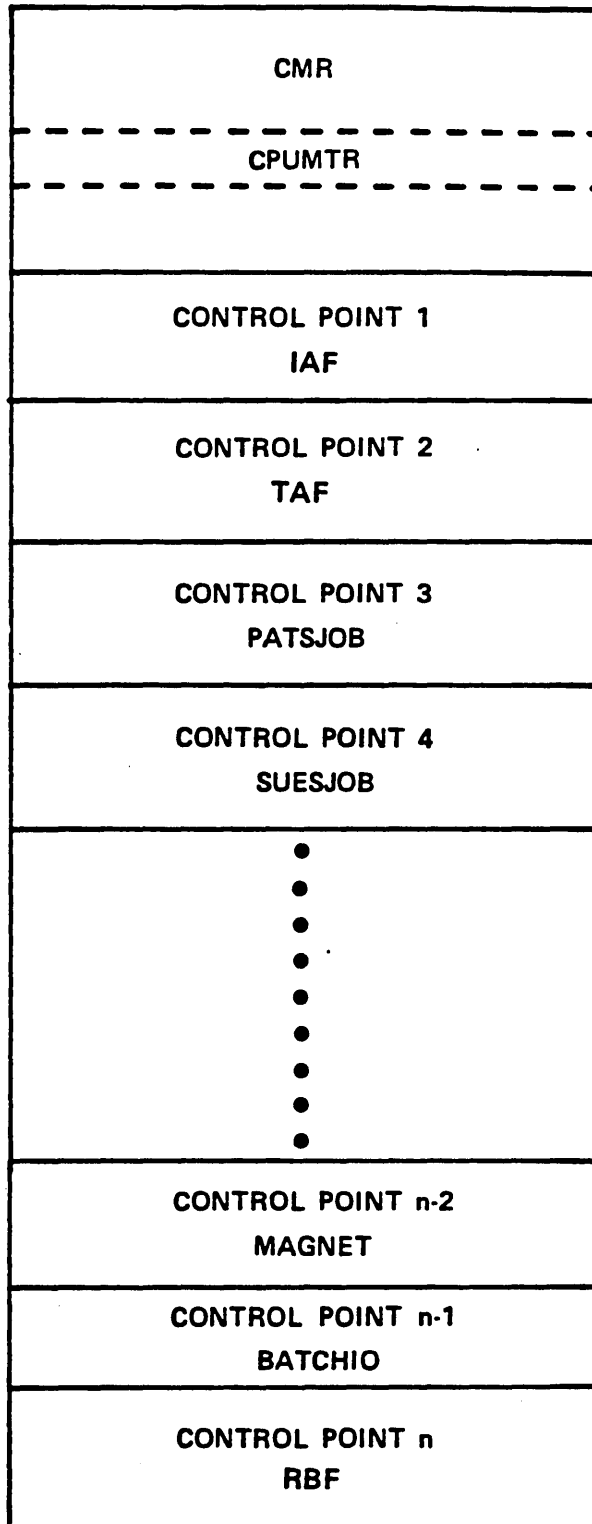 CMR
CPUMTR
CONTROL POINT 1
IAF
CONTROL POINT 2
TAF
CONTROL POINT 3
PATSJOB
CONTROL POINT 4
SUESJOB
CONTROL POINT n-2
MAGNET
CONTROL POINT n-1
BATCHIO
CONTROL POINT n
RBF